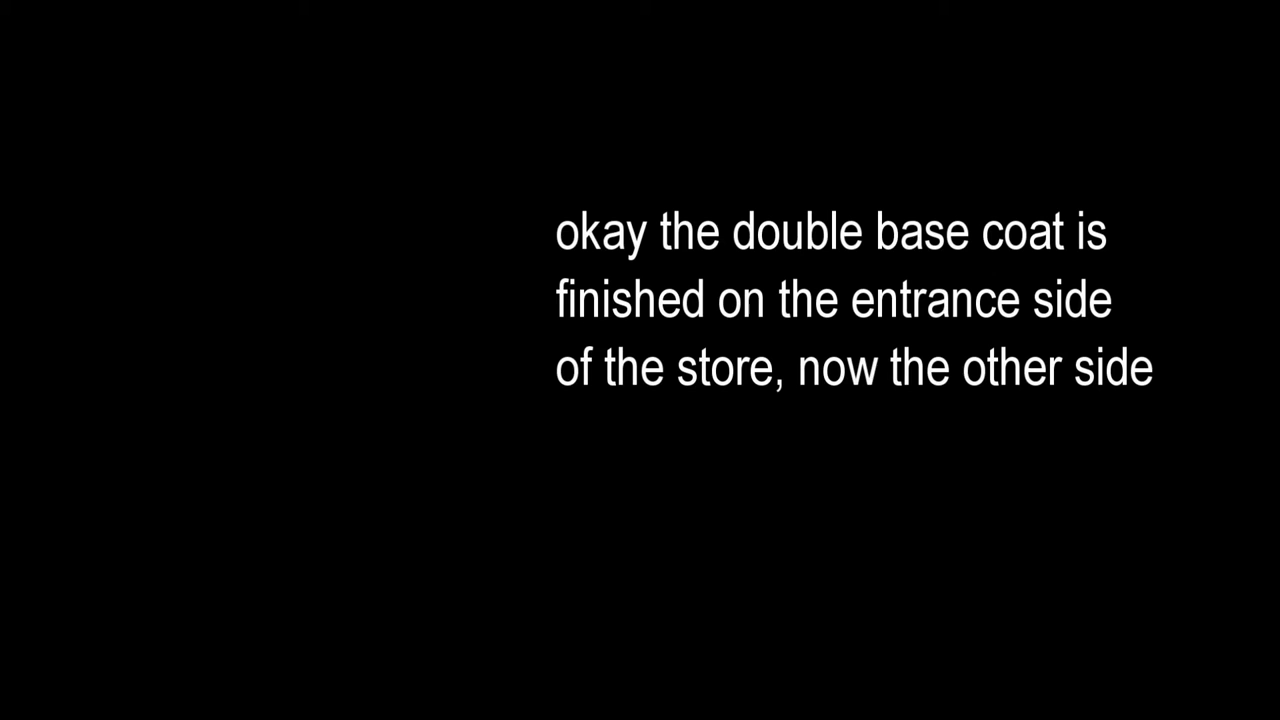 okay the double base coat is
finished on the entrance side
of the store, now the other side